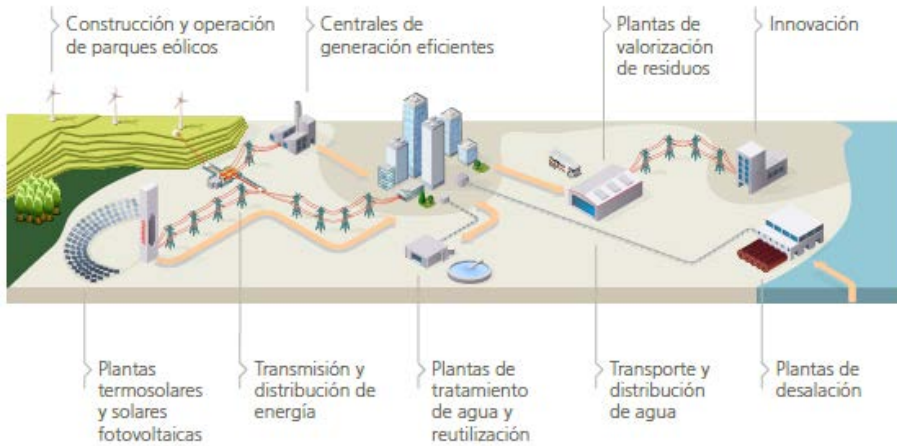 Construcción y operación
de parques eólicos
Centrales de
generación eficientes
Plantas de
valorización
de residuos
Innovación
Plantas
termosolares
y solares
fotovoltaicas
Transmisión y
distribución de
energía
Plantas de
tratamiento
de agua y
reutilización
Transporte y
distribución
de agua
Plantas de
desalación